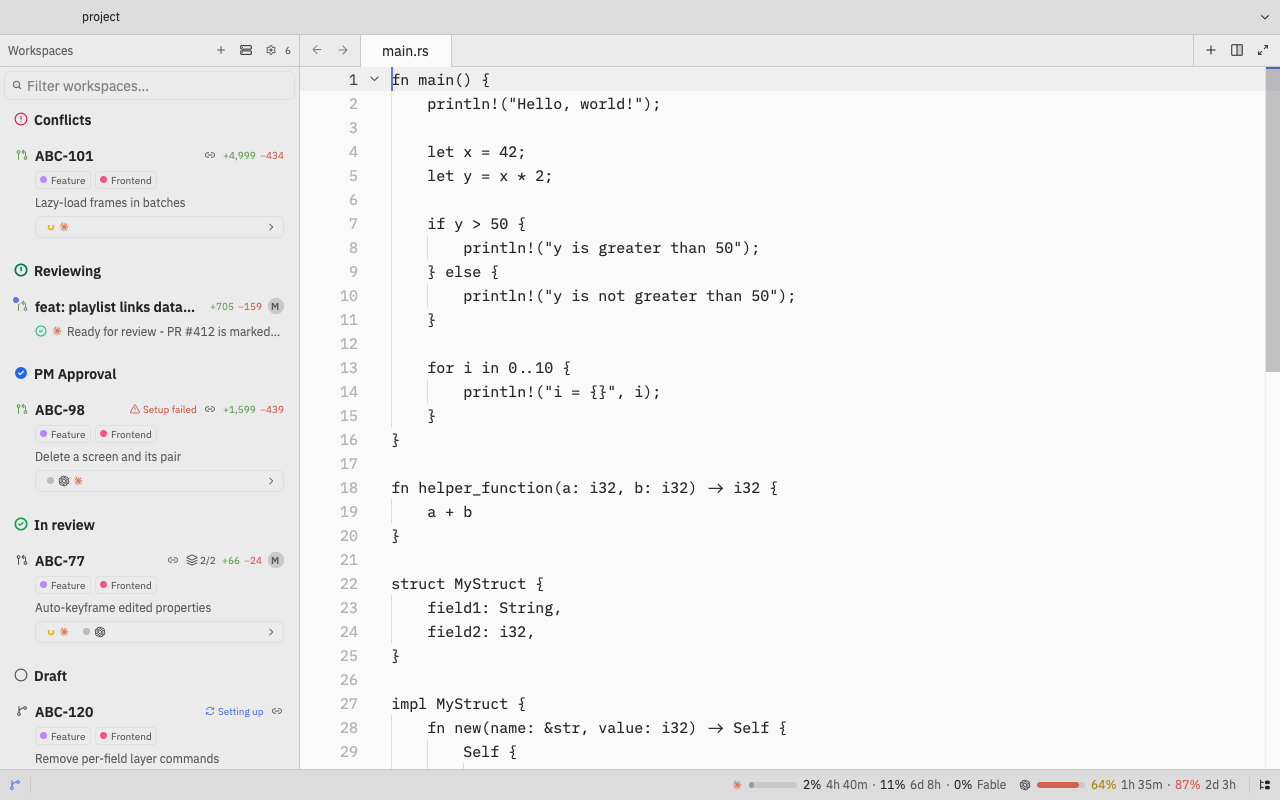 project
Workspaces
6
main.rs
Filter workspaces...
Conflicts
ABC-101 +4,999 −434
Feature Frontend
Lazy-load frames in batches
Reviewing
feat: playlist links data... +705 −159 M
Ready for review - PR #412 is marked...
PM Approval
ABC-98 Setup failed +1,599 −439
Feature Frontend
Delete a screen and its pair
In review
ABC-77 2/2 +66 −24 M
Feature Frontend
Auto-keyframe edited properties
Draft
ABC-120 Setting up
Feature Frontend
Remove per-field layer commands
1 fn main() {
2     println!("Hello, world!");
3
4     let x = 42;
5     let y = x * 2;
6
7     if y > 50 {
8         println!("y is greater than 50");
9     } else {
10         println!("y is not greater than 50");
11     }
12
13     for i in 0..10 {
14         println!("i = {}", i);
15     }
16 }
17
18 fn helper_function(a: i32, b: i32) -> i32 {
19     a + b
20 }
21
22 struct MyStruct {
23     field1: String,
24     field2: i32,
25 }
26
27 impl MyStruct {
28     fn new(name: &str, value: i32) -> Self {
29         Self {
2% 4h 40m · 11% 6d 8h · 0% Fable 64% 1h 35m · 87% 2d 3h